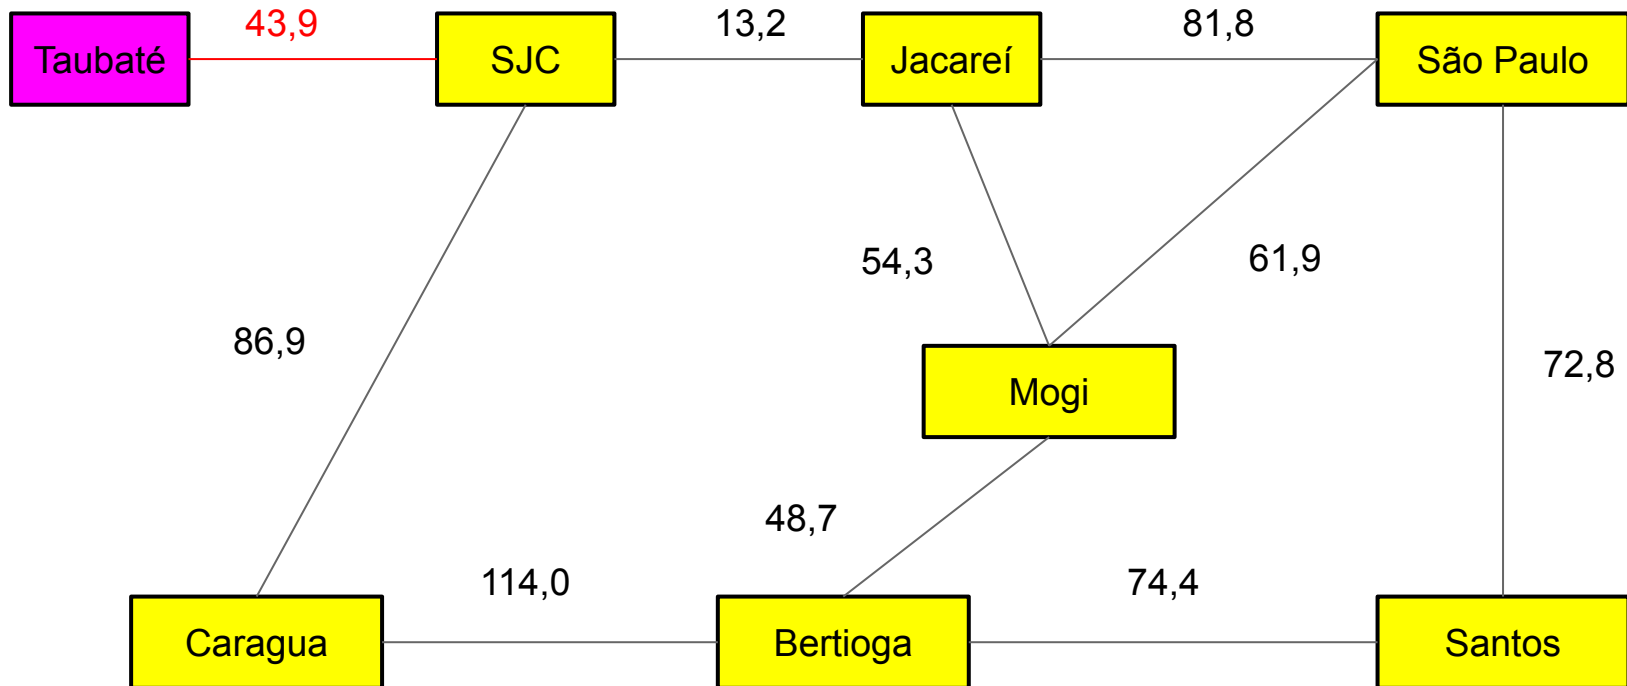 43,9
13,2
81,8
Taubaté
SJC
Jacareí
São Paulo
54,3
61,9
86,9
72,8
Mogi
48,7
114,0
74,4
Caragua
Bertioga
Santos